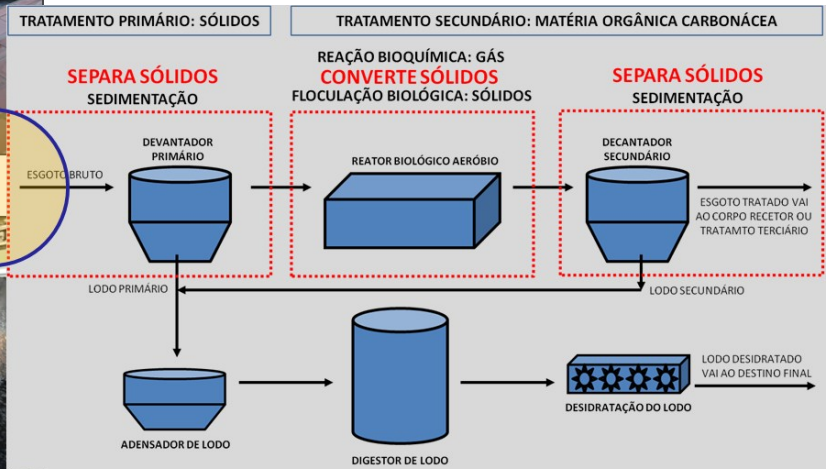 TRATAMENTO PRIMÁRIO: SÓLIDOS
TRATAMENTO SECUNDÁRIO: MATÉRIA ORGÂNICA CARBONÁCEA
SEPARA SÓLIDOS
SEDIMENTAÇÃO
REAÇÃO BIOQUÍMICA: GÁS
CONVERTE SÓLIDOS
FLOCULAÇÃO BIOLÓGICA: SÓLIDOS
SEPARA SÓLIDOS
SEDIMENTAÇÃO
DEVANTADOR
PRIMÁRIO
REATOR BIOLÓGICO AERÓBIO
DECANTADOR
SECUNDÁRIO
ESGOTO BRUTO
ESGOTO TRATADO VAI
AO CORPO RECETOR OU
TRATAMTO TERCIÁRIO
LODO PRIMÁRIO
LODO SECUNDÁRIO
LODO DESIDRATADO
VAI AO DESTINO FINAL
DESIDRATAÇÃO DO LODO
ADENSADOR DE LODO
DIGESTOR DE LODO